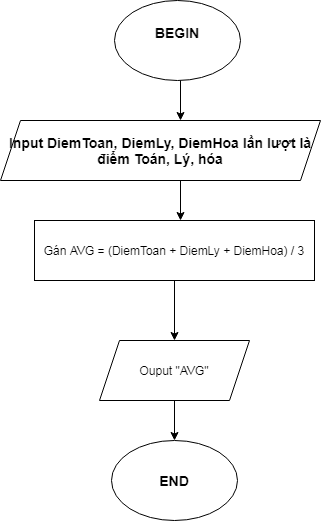 BEGIN
Input DiemToan, DiemLy, DiemHoa lần lượt là
điểm Toán, Lý, hóa
Gán AVG = (DiemToan + DiemLy + DiemHoa) / 3
Ouput "AVG"
END